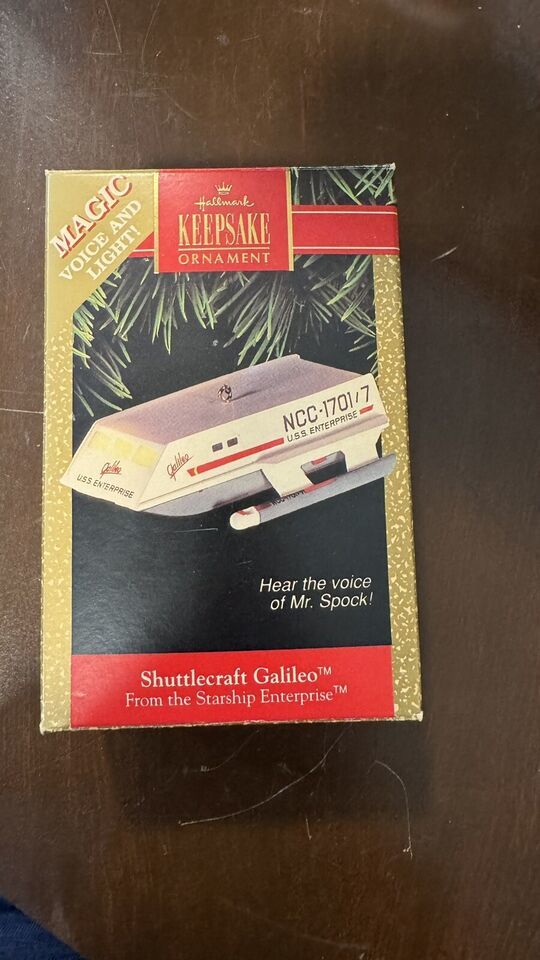 MAGIC
VOICE AND
LIGHT!
Hallmark
KEEPSAKE
ORNAMENT
NCC-1701/7
U.S.S. ENTERPRISE
Galileo
Galileo
U.S.S. ENTERPRISE
Hear the voice
of Mr. Spock!
Shuttlecraft Galileo™
From the Starship Enterprise™